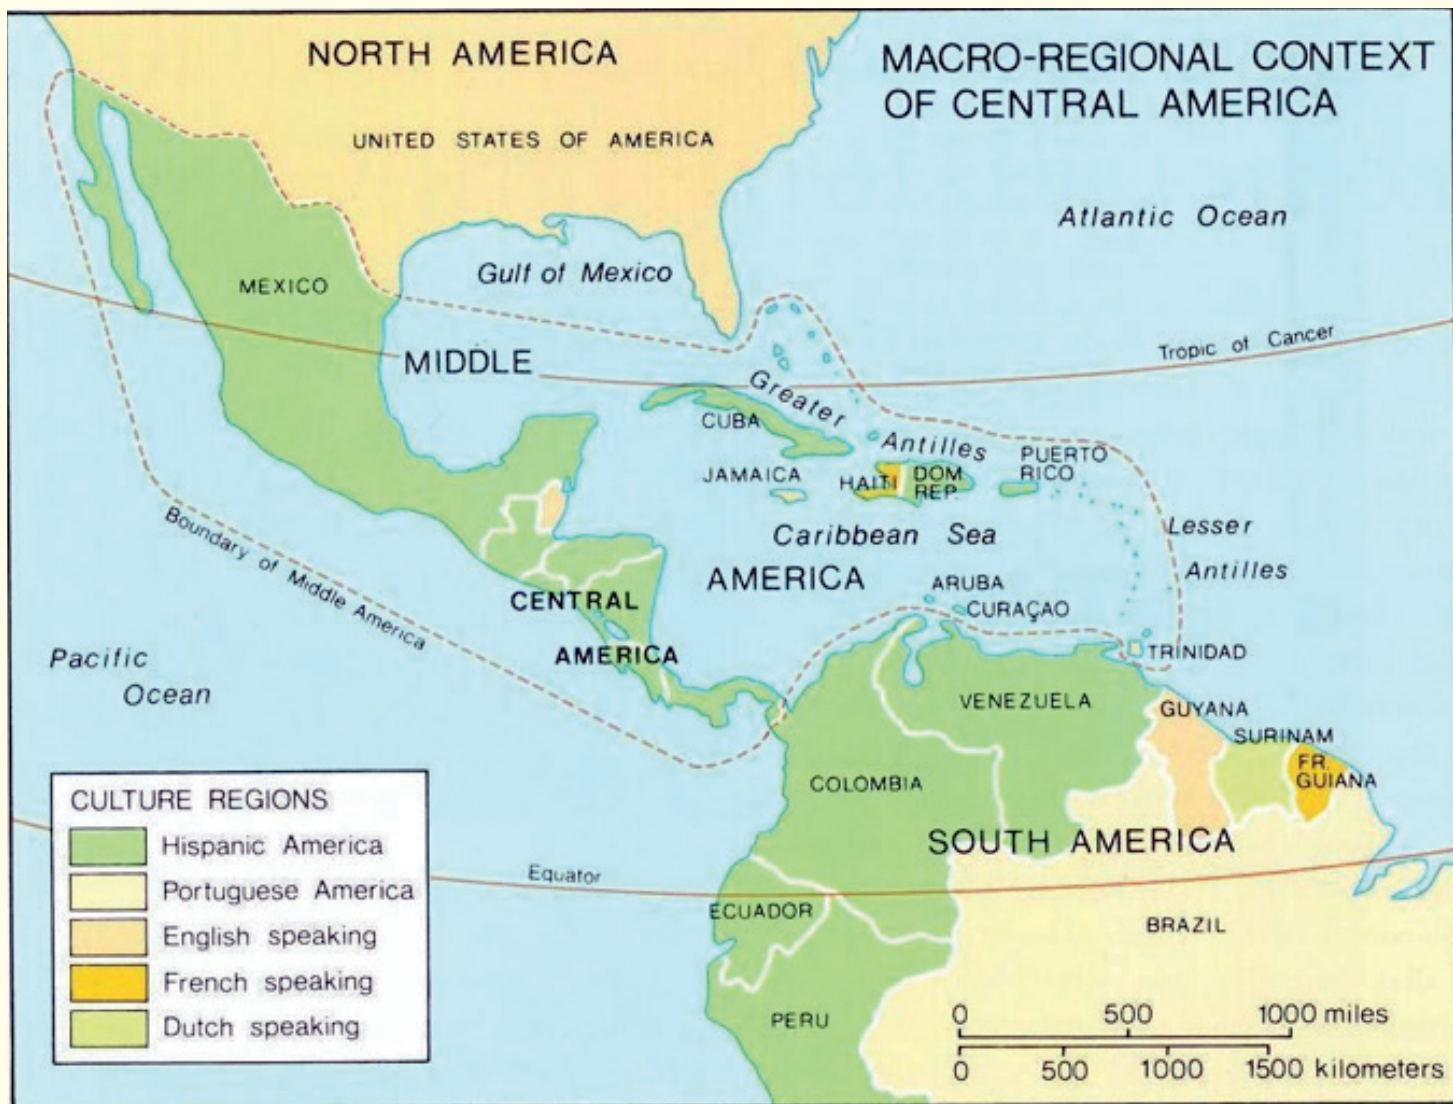 NORTH AMERICA
MACRO-REGIONAL CONTEXT
OF CENTRAL AMERICA
UNITED STATES OF AMERICA
Atlantic Ocean
Gulf of Mexico
MEXICO
Tropic of Cancer
MIDDLE
Greater
CUBA
Antilles
PUERTO
RICO
JAMAICA
HAITI
DOM
REP.
Lesser
Caribbean Sea
Antilles
Boundary of Middle America
AMERICA
ARUBA
CURAÇAO
CENTRAL
AMERICA
TRINIDAD
Pacific
Ocean
VENEZUELA
GUYANA
SURINAM
FR.
GUIANA
COLOMBIA
SOUTH AMERICA
CULTURE REGIONS
Hispanic America
Portuguese America
English speaking
French speaking
Dutch speaking
Equator
ECUADOR
BRAZIL
PERU
0 500 1000 miles
0 500 1000 1500 kilometers